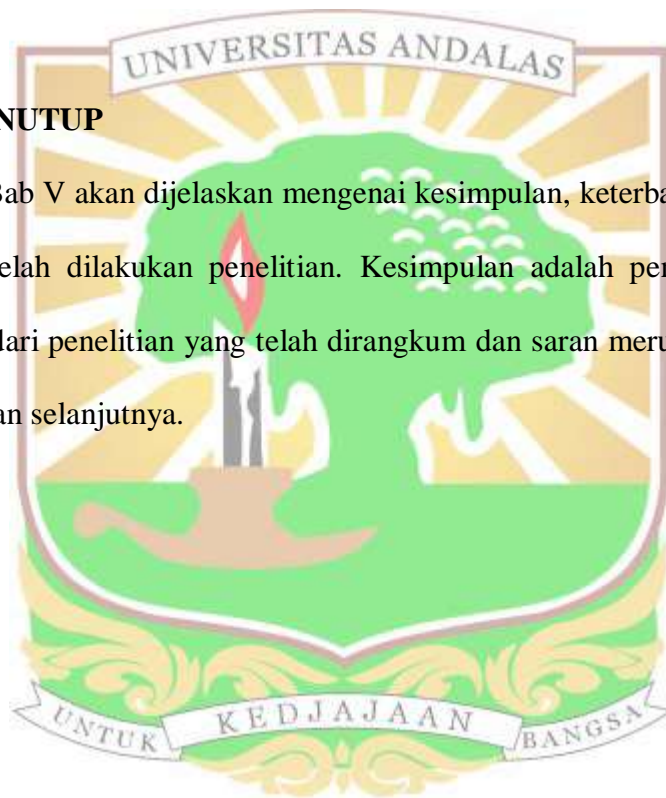 UNIVERSITAS ANDALAS
NUTUP
Bab V akan dijelaskan mengenai kesimpulan, keterba
elah dilakukan penelitian. Kesimpulan adalah per
dari penelitian yang telah dirangkum dan saran meru
an selanjutnya.
UNTUK KEDJAJAAN BANGSA